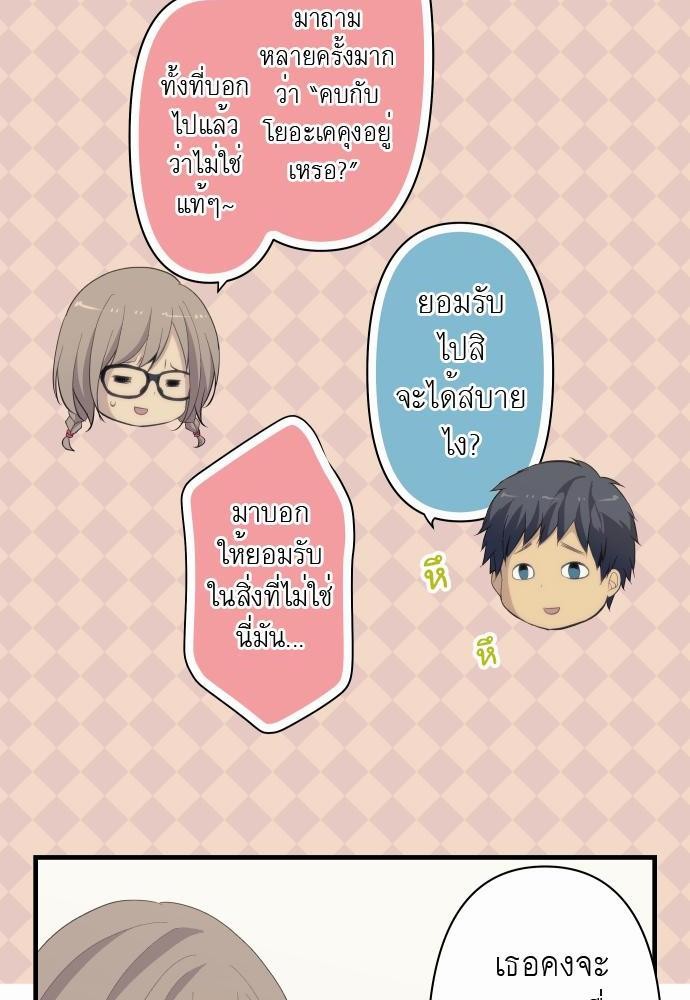 มาถาม
หลายครั้งมาก
ว่า “คบกับ
โยอะเคคุงอยู่
เหรอ?”
ทั้งที่บอก
ไปแล้ว
ว่าไม่ใช่
แท้ๆ~
ยอมรับ
ไปสิ
จะได้สบาย
ไง?
มาบอก
ให้ยอมรับ
ในสิ่งที่ไม่ใช่
นี่มัน...
หึ
หึ
เธอคงจะ